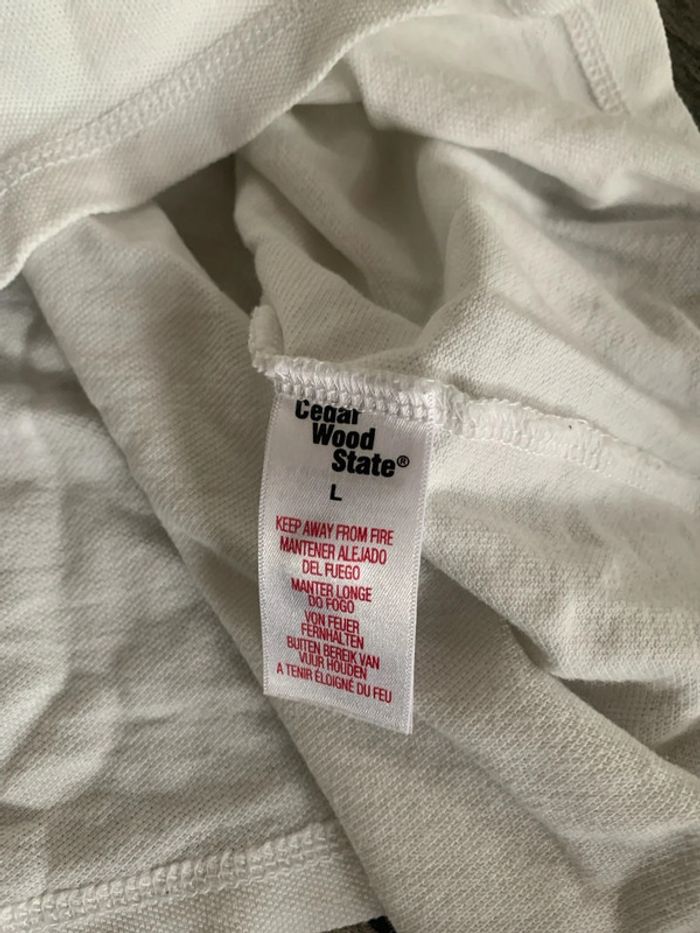 Cedar
Wood
State®
L
KEEP AWAY FROM FIRE
MANTENER ALEJADO
DEL FUEGO
MANTER LONGE
DO FOGO
VON FEUER
FERNHALTEN
BUITEN BEREIK VAN
VUUR HOUDEN
A TENIR ÉLOIGNÉ DU FEU